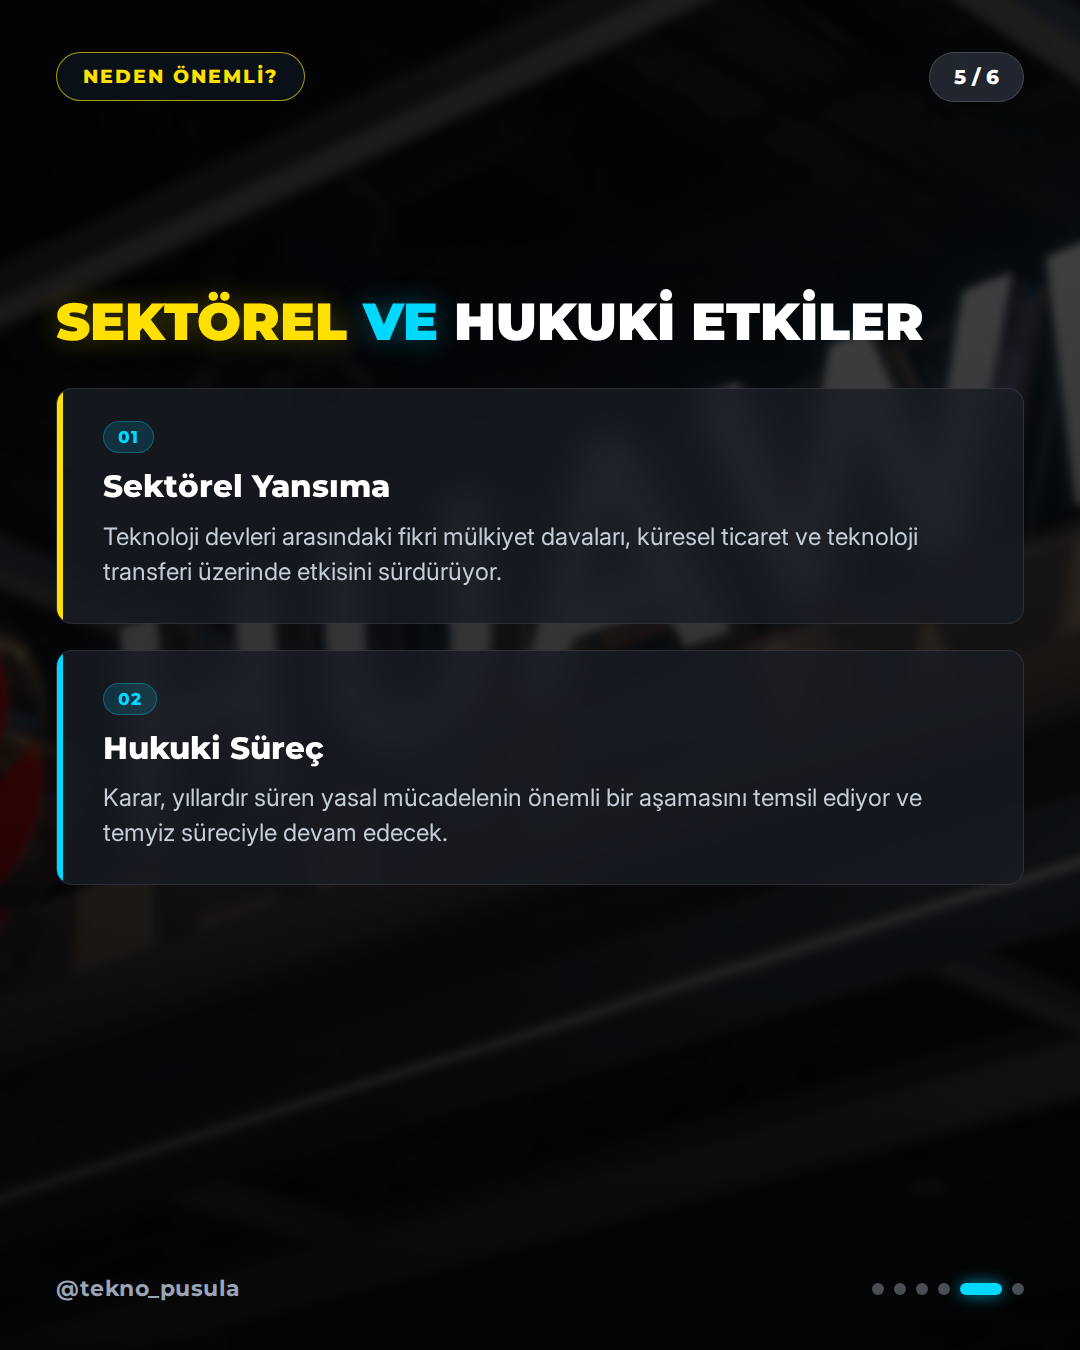 NEDEN ÖNEMLİ?
5 / 6
SEKTÖREL VE HUKUKİ ETKİLER
01
Sektörel Yansıma
Teknoloji devleri arasındaki fikri mülkiyet davaları, küresel ticaret ve teknoloji
transferi üzerinde etkisini sürdürüyor.
02
Hukuki Süreç
Karar, yıllardır süren yasal mücadelenin önemli bir aşamasını temsil ediyor ve
temyiz süreciyle devam edecek.
@tekno_pusula